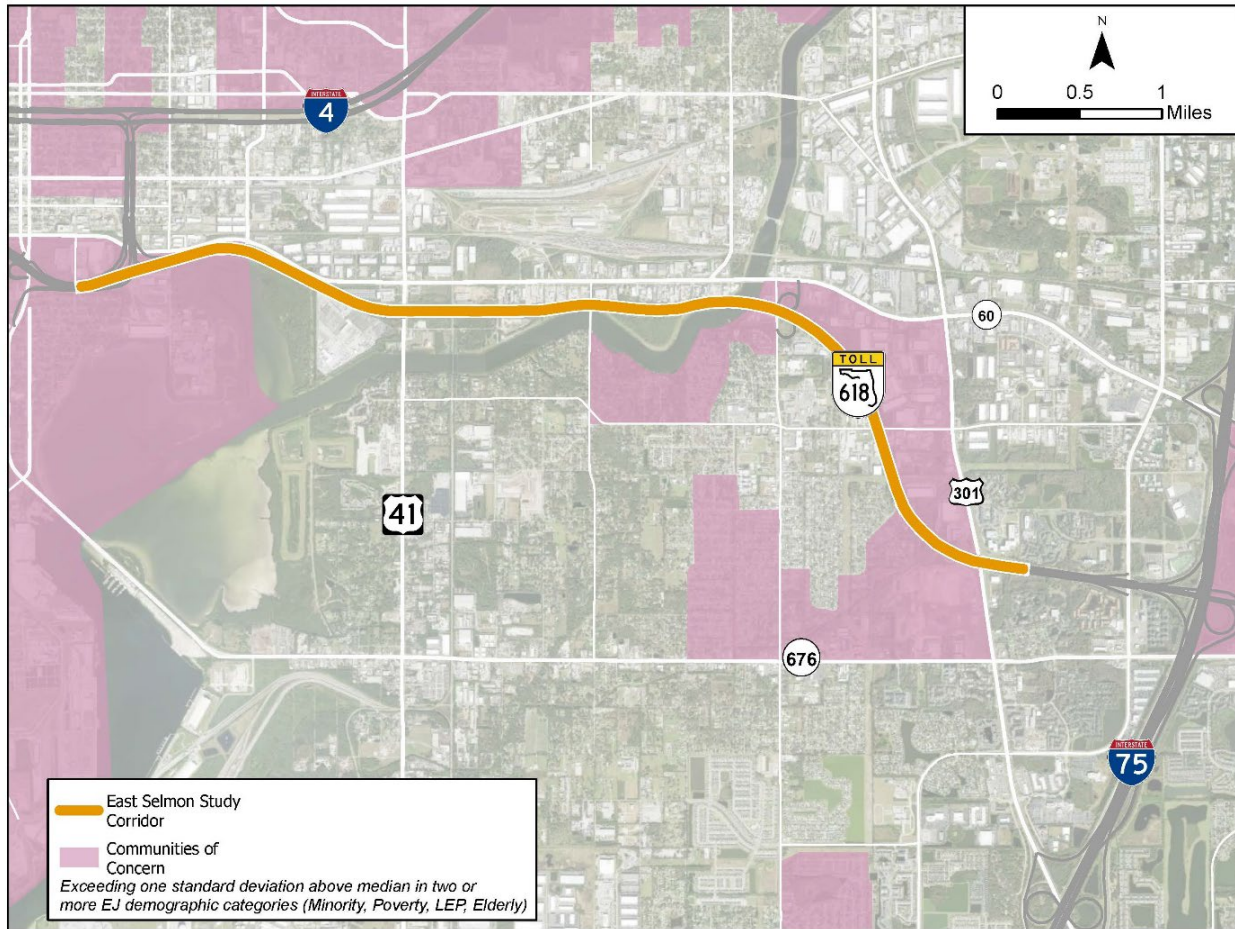 N
0 0.5 1
Miles
INTERSTATE
4
60
TOLL
618
301
41
676
INTERSTATE
75
East Selmon Study
Corridor
Communities of
Concern
Exceeding one standard deviation above median in two or
more EJ demographic categories (Minority, Poverty, LEP, Elderly)